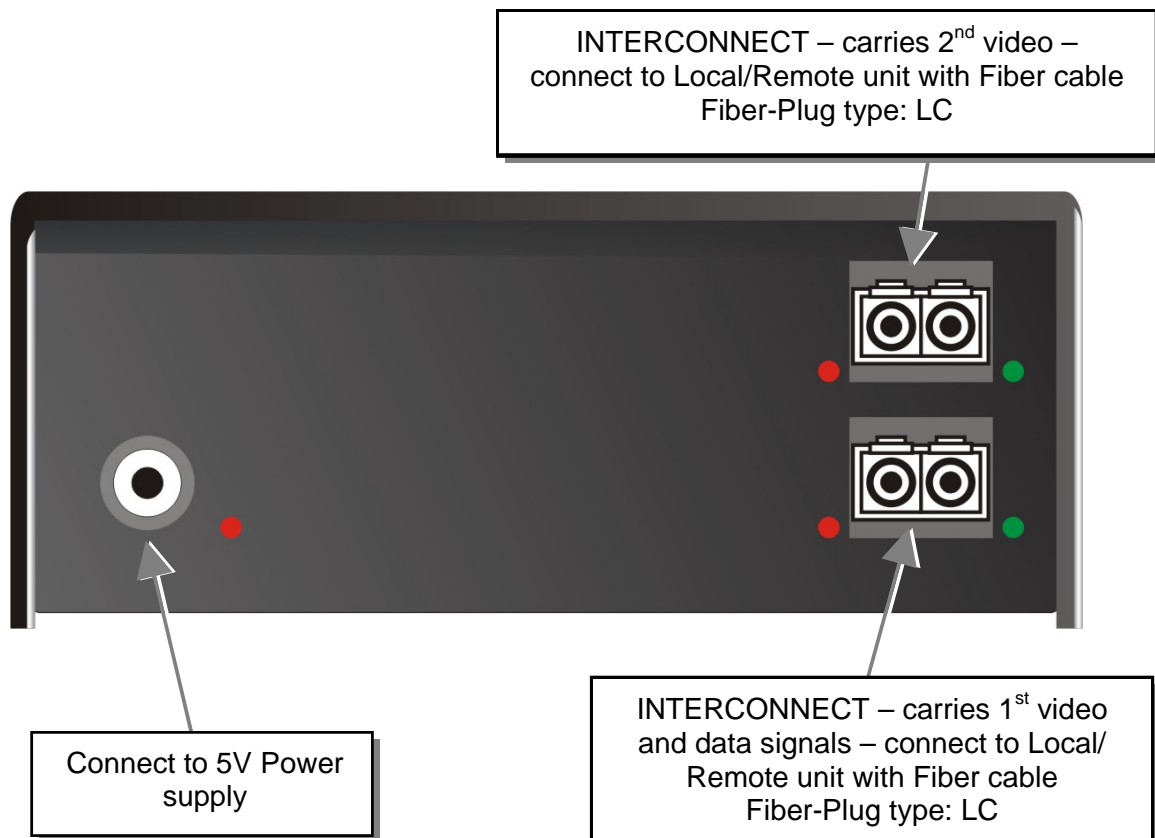 INTERCONNECT – carries 2nd video –
connect to Local/Remote unit with Fiber cable
Fiber-Plug type: LC
Connect to 5V Power
supply
INTERCONNECT – carries 1st video
and data signals – connect to Local/
Remote unit with Fiber cable
Fiber-Plug type: LC